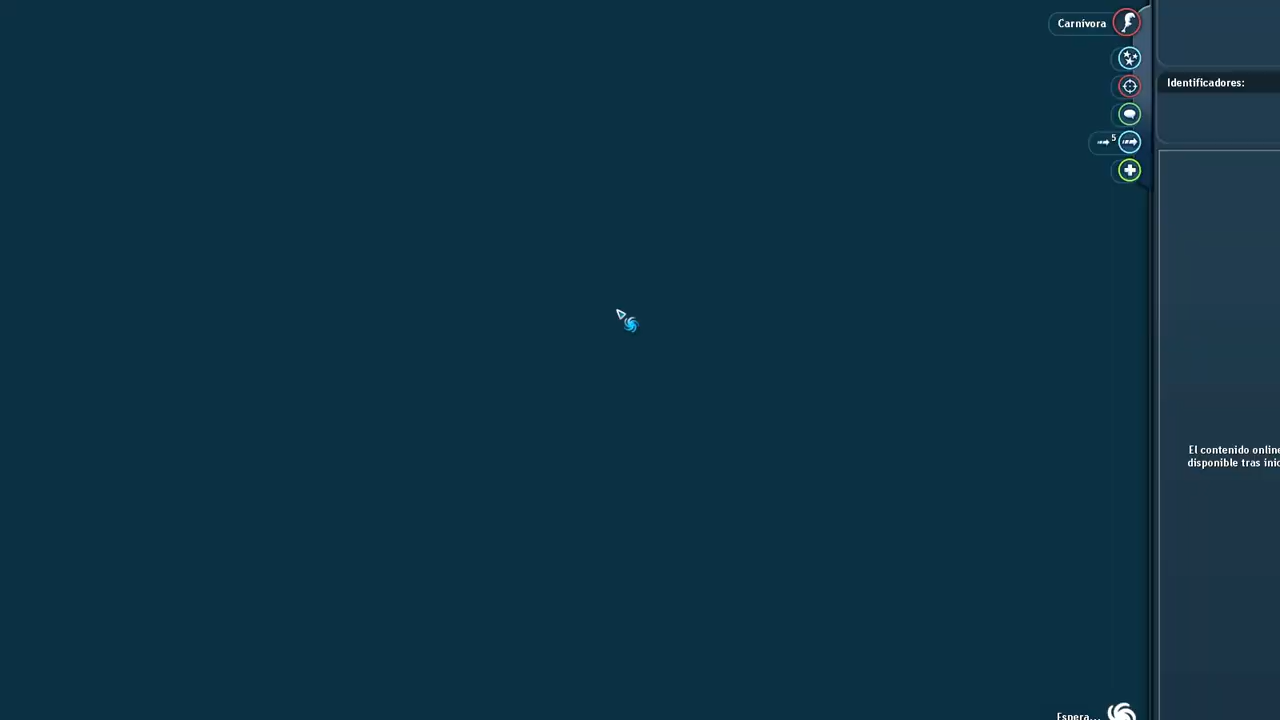 Carnívora
Identificadores:
5
El contenido online
disponible tras inic
Espera...